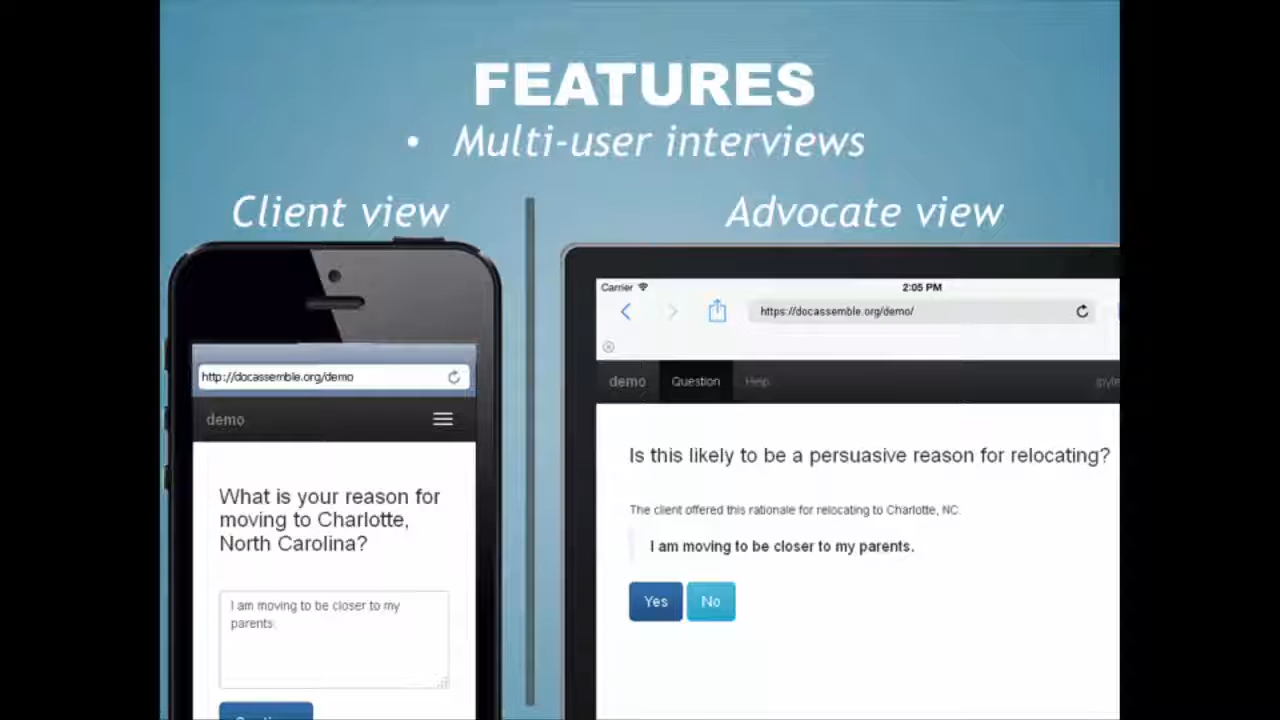 FEATURES
• Multi-user interviews
Client view
Advocate view
http://docassemble.org/demo
demo
What is your reason for
moving to Charlotte,
North Carolina?
I am moving to be closer to my
parents.
Carrier
2:05 PM
https://docassemble.org/demo/
demo
Question
Help
Is this likely to be a persuasive reason for relocating?
The client offered this rationale for relocating to Charlotte, NC.
I am moving to be closer to my parents.
Yes
No